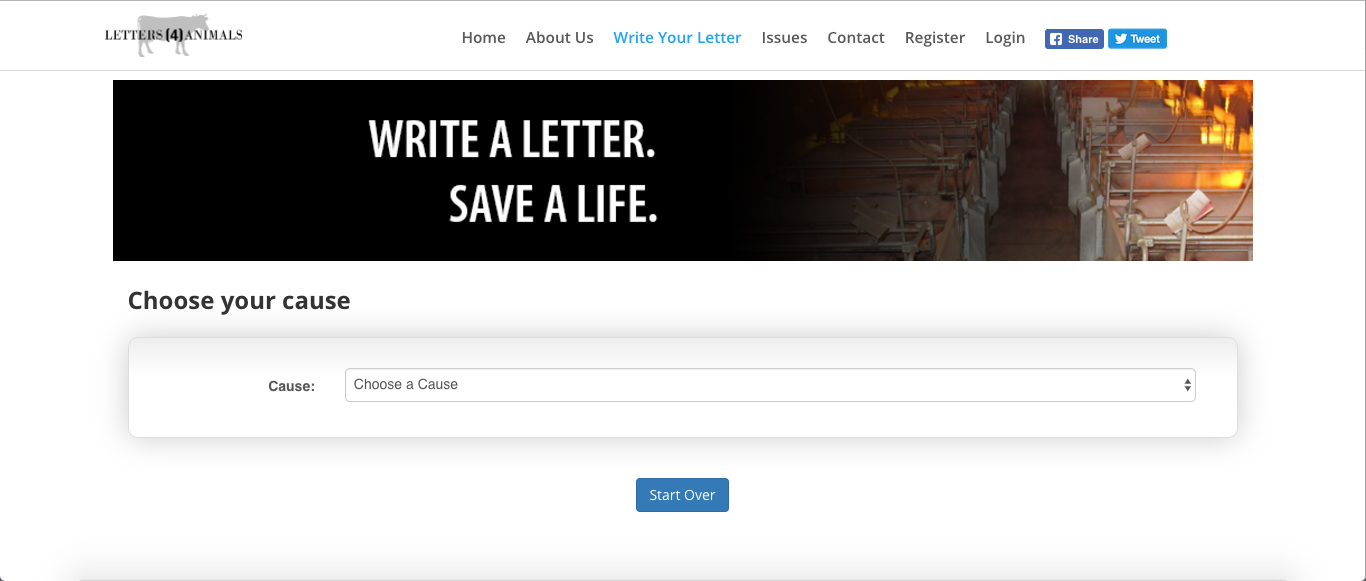 LETTERS (4) ANIMALS
Home About Us Write Your Letter Issues Contact Register Login Share Tweet
WRITE A LETTER.
SAVE A LIFE.
Choose your cause
Cause: Choose a Cause
Start Over